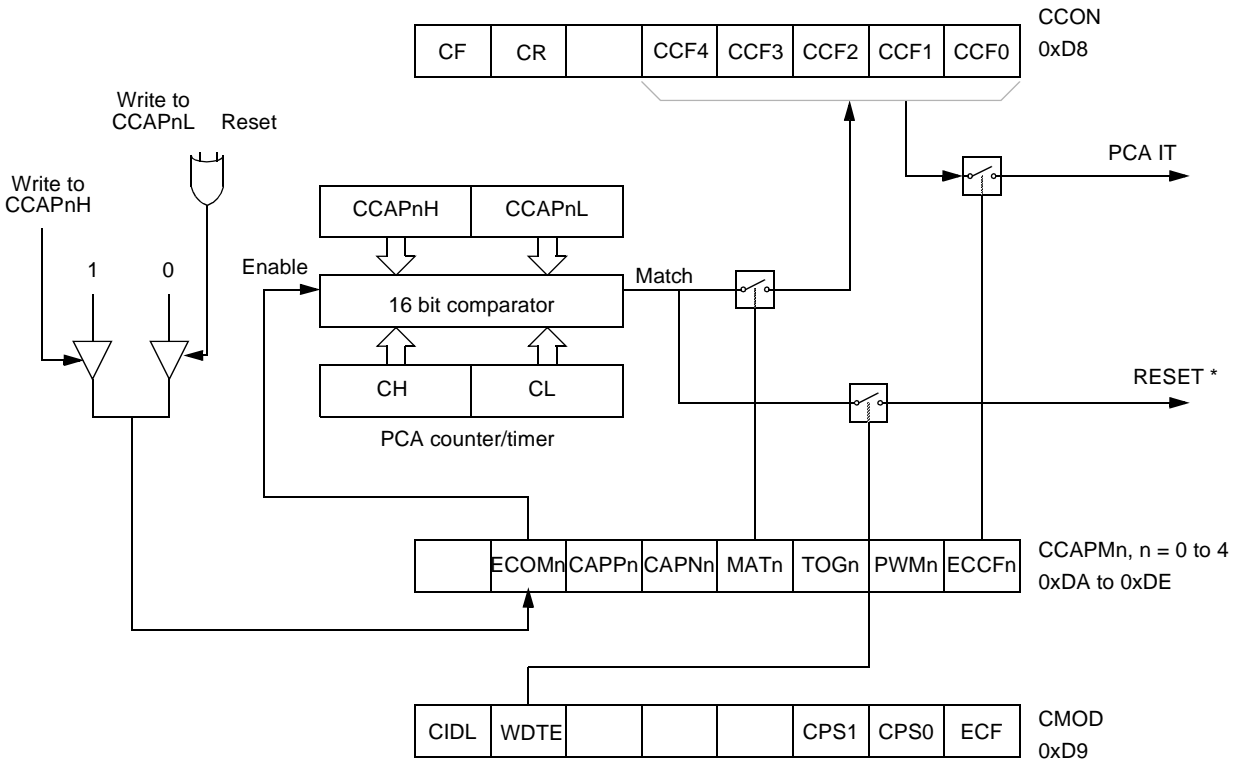 CCON
0xD8
CF CR CCF4 CCF3 CCF2 CCF1 CCF0
Write to
CCAPnL
Reset
Write to
CCAPnH
PCA IT
CCAPnH CCAPnL
1
0
Enable
16 bit comparator
Match
CH CL
PCA counter/timer
RESET *
ECOMn CAPPn CAPNn MATn TOGn PWMn ECCFn
CCAPMn, n = 0 to 4
0xDA to 0xDE
CIDL WDTE CPS1 CPS0 ECF
CMOD
0xD9